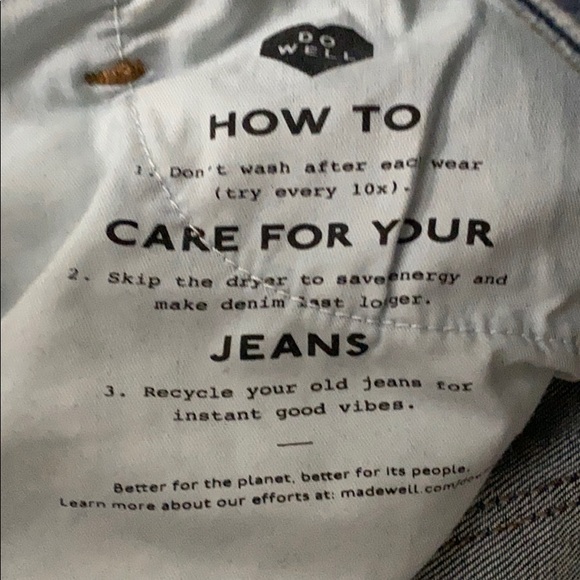 DO
WELL
HOW TO
1. Don't wash after eac wear
(try every 10x).
CARE FOR YOUR
2. Skip the dryer to save energy and
make denim last longer.
JEANS
3. Recycle your old jeans for
instant good vibes.
Better for the planet, better for its people.
Learn more about our efforts at: madewell.com/